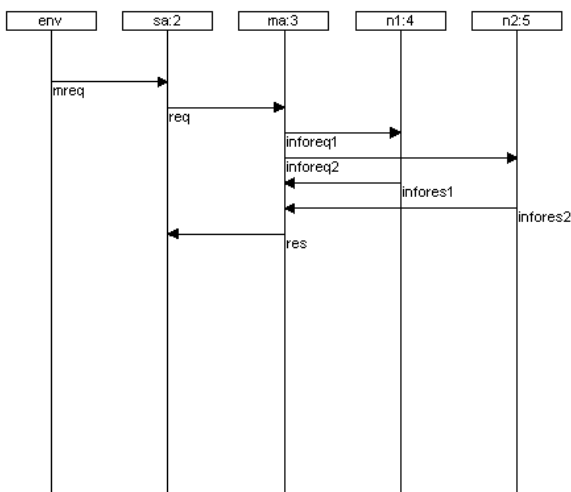 env sa:2 ma:3 n1:4 n2:5
mreq
req
inforeq1
inforeq2
infores1
infores2
res